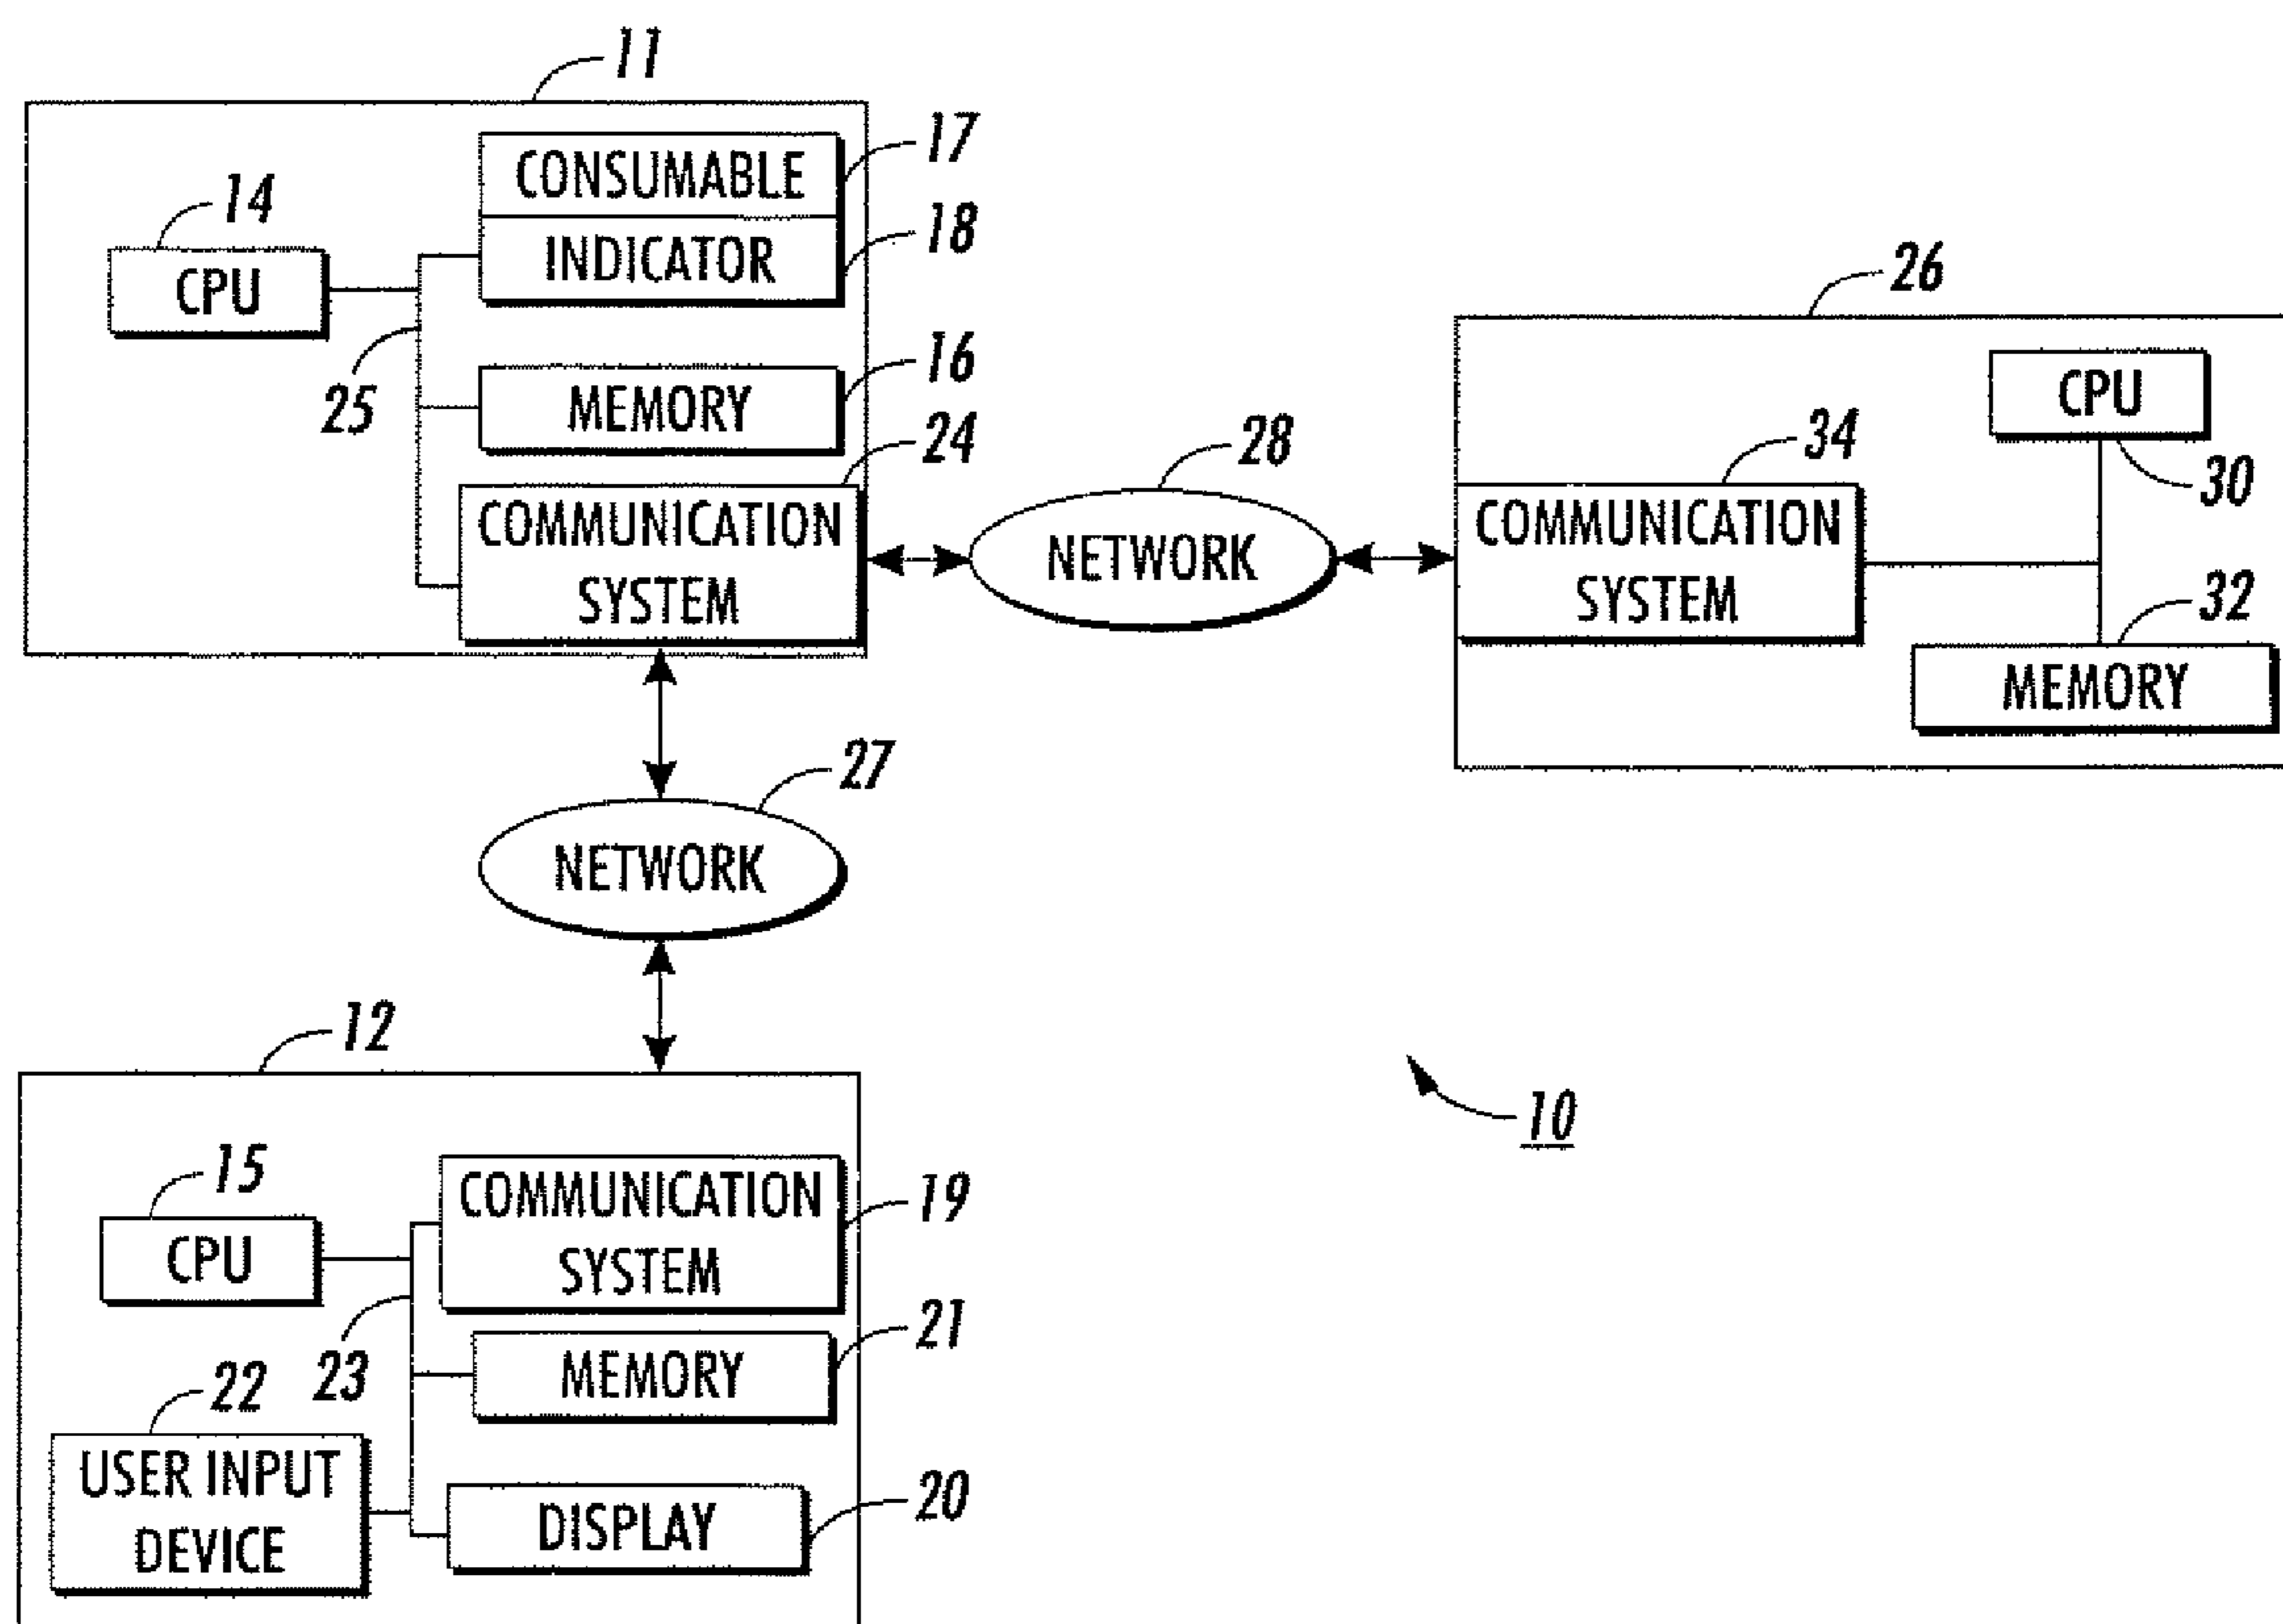 11
17
CONSUMABLE
14
18
INDICATOR
CPU
26
25
16
MEMORY
CPU
24
28
34
30
COMMUNICATION
SYSTEM
NETWORK
COMMUNICATION
SYSTEM
32
MEMORY
27
NETWORK
12
10
15
COMMUNICATION
SYSTEM
19
CPU
21
23
MEMORY
22
USER INPUT
DEVICE
20
DISPLAY